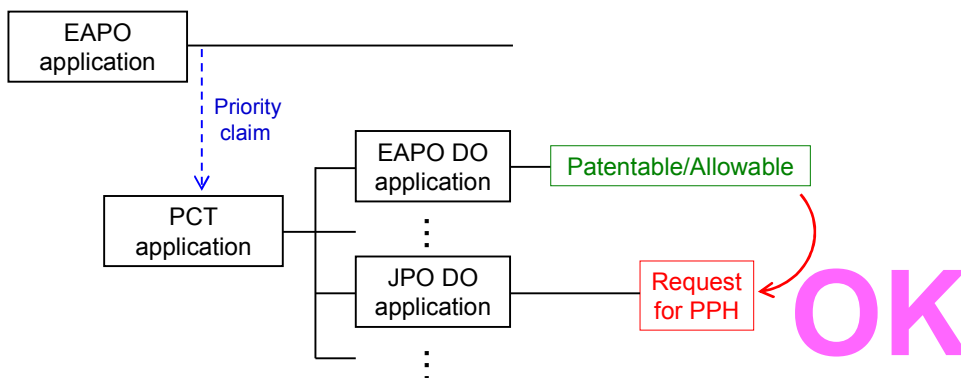 EAPO
application
Priority
claim
EAPO DO
application
Patentable/Allowable
PCT
application
⋮
JPO DO
application
Request
for PPH
OK
⋮